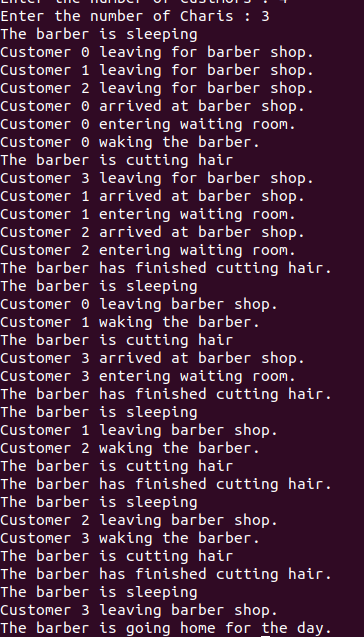 Enter the number of Charis : 3
The barber is sleeping
Customer 0 leaving for barber shop.
Customer 1 leaving for barber shop.
Customer 2 leaving for barber shop.
Customer 0 arrived at barber shop.
Customer 0 entering waiting room.
Customer 0 waking the barber.
The barber is cutting hair
Customer 3 leaving for barber shop.
Customer 1 arrived at barber shop.
Customer 1 entering waiting room.
Customer 2 arrived at barber shop.
Customer 2 entering waiting room.
The barber has finished cutting hair.
The barber is sleeping
Customer 0 leaving barber shop.
Customer 1 waking the barber.
The barber is cutting hair
Customer 3 arrived at barber shop.
Customer 3 entering waiting room.
The barber has finished cutting hair.
The barber is sleeping
Customer 1 leaving barber shop.
Customer 2 waking the barber.
The barber is cutting hair
The barber has finished cutting hair.
The barber is sleeping
Customer 2 leaving barber shop.
Customer 3 waking the barber.
The barber is cutting hair
The barber has finished cutting hair.
The barber is sleeping
Customer 3 leaving barber shop.
The barber is going home for the day.